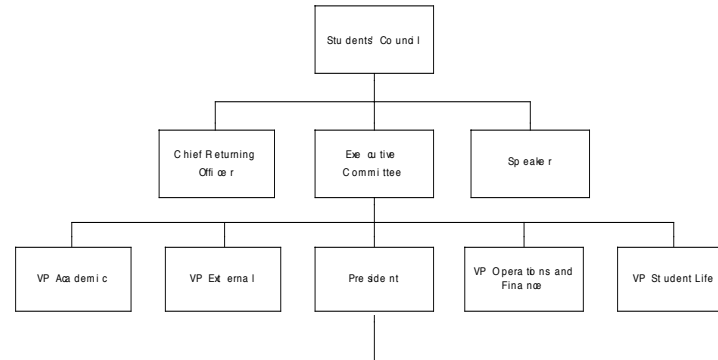 Students' Council
Chief Returning
Officer
Executive
Committee
Speaker
VP Academic
VP External
President
VP Operations and
Finance
VP Student Life